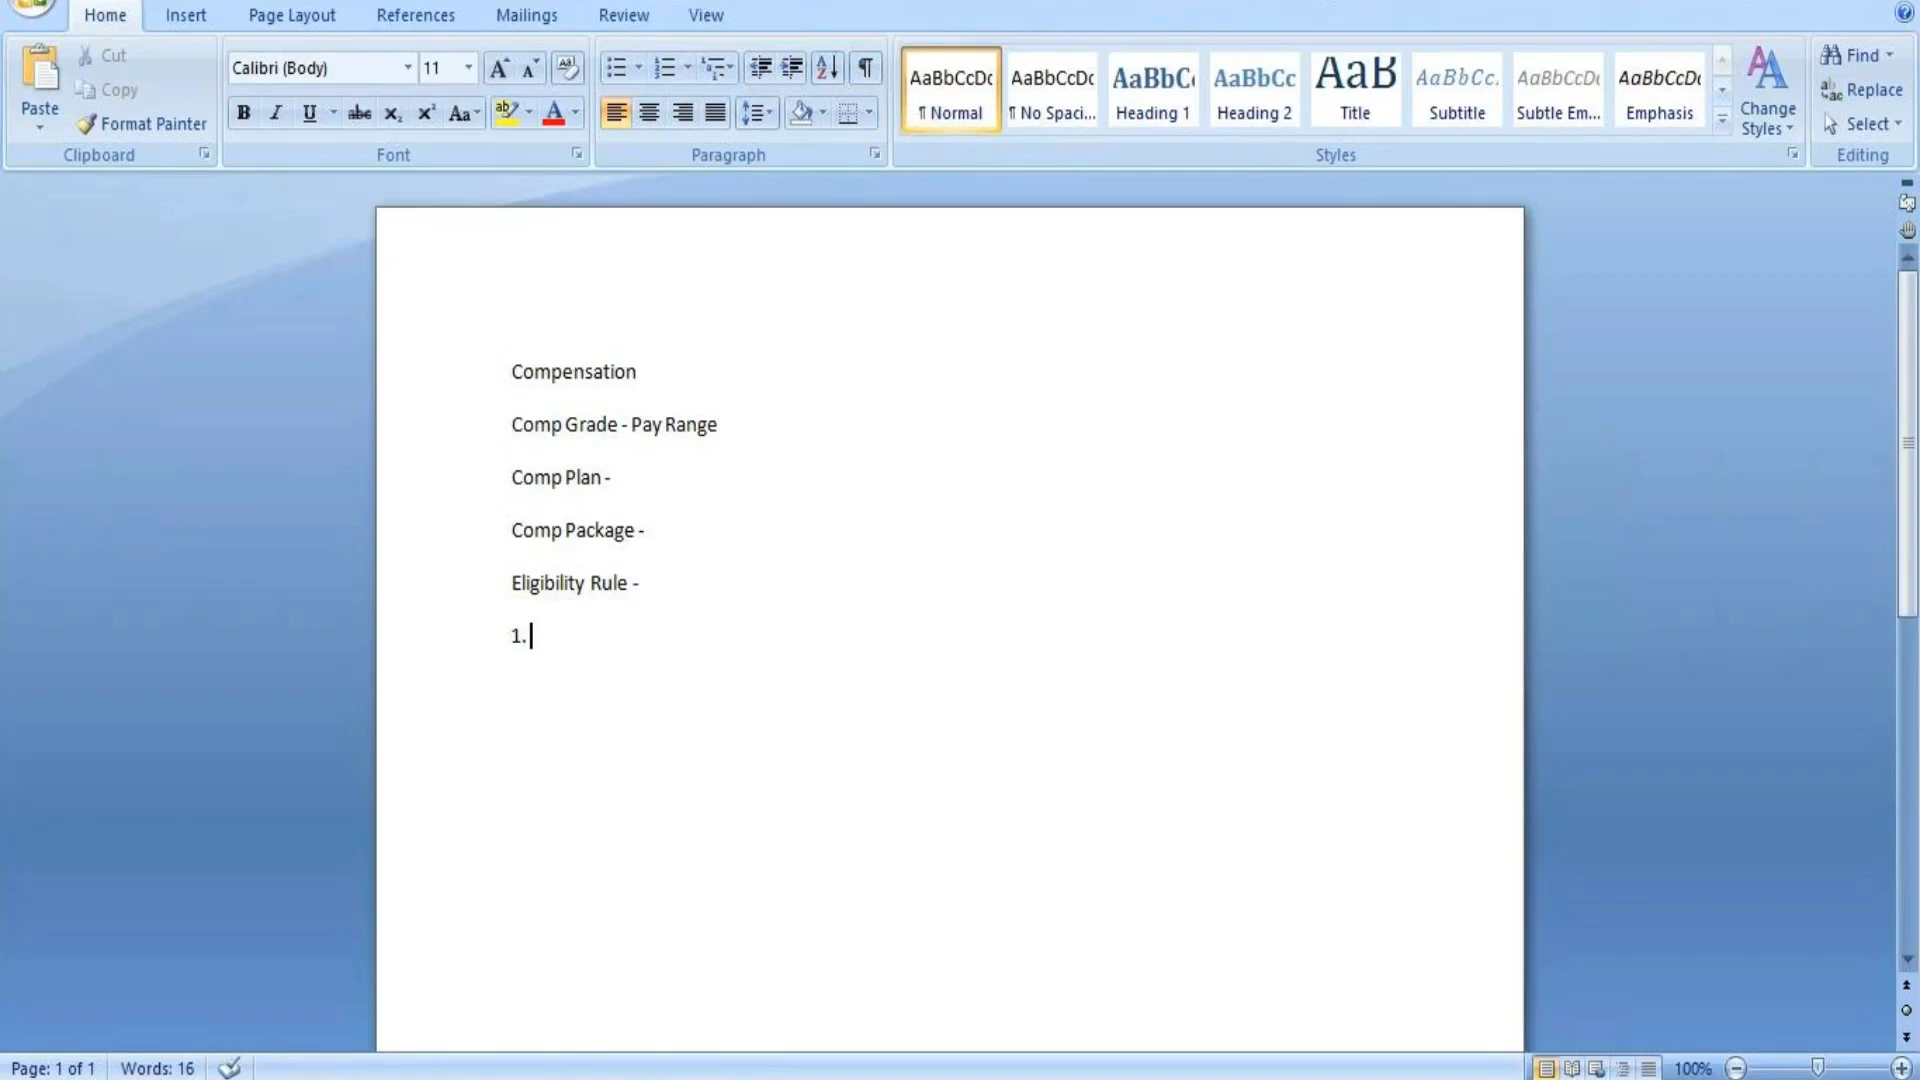 Home Insert Page Layout References Mailings Review View
Cut
Copy
Paste
Format Painter
Clipboard
Calibri (Body) 11
Font
Paragraph
AaBbCcDc AaBbCcDc AaBbC AaBbCc AaB AaBbCc. AaBbCcDc AaBbCcDc
¶ Normal ¶ No Spaci... Heading 1 Heading 2 Title Subtitle Subtle Em... Emphasis
Change Styles
Styles
Find
Replace
Select
Editing
Compensation
Comp Grade - Pay Range
Comp Plan -
Comp Package -
Eligibility Rule -
1.
Page: 1 of 1 Words: 16 100%